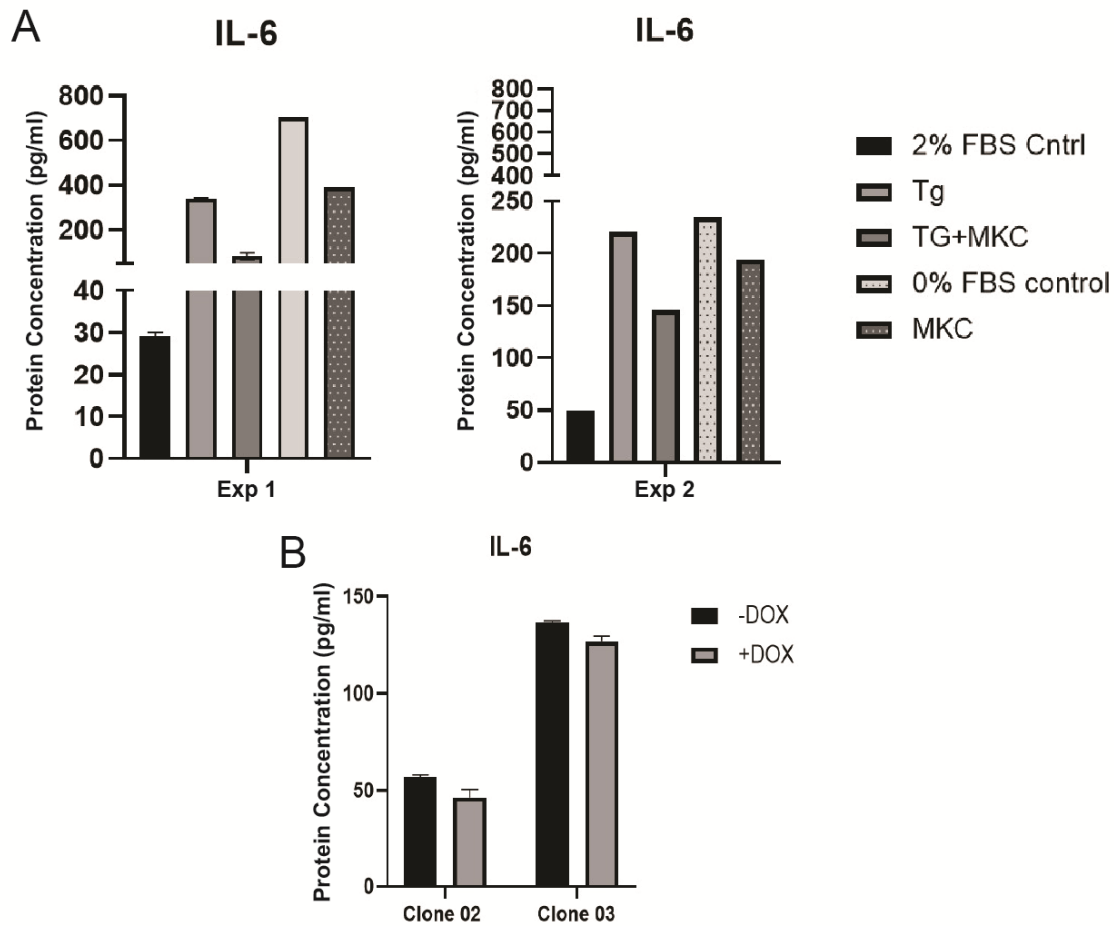 A
IL-6
Protein Concentration (pg/ml)
800
600
400
200
40
30
20
10
0
Exp 1
IL-6
Protein Concentration (pg/ml)
800
700
600
500
400
250
200
150
100
50
0
Exp 2
2% FBS Cntrl
Tg
TG+MKC
0% FBS control
MKC
B
IL-6
Protein Concentration (pg/ml)
150
100
50
0
Clone 02
Clone 03
-DOX
+DOX